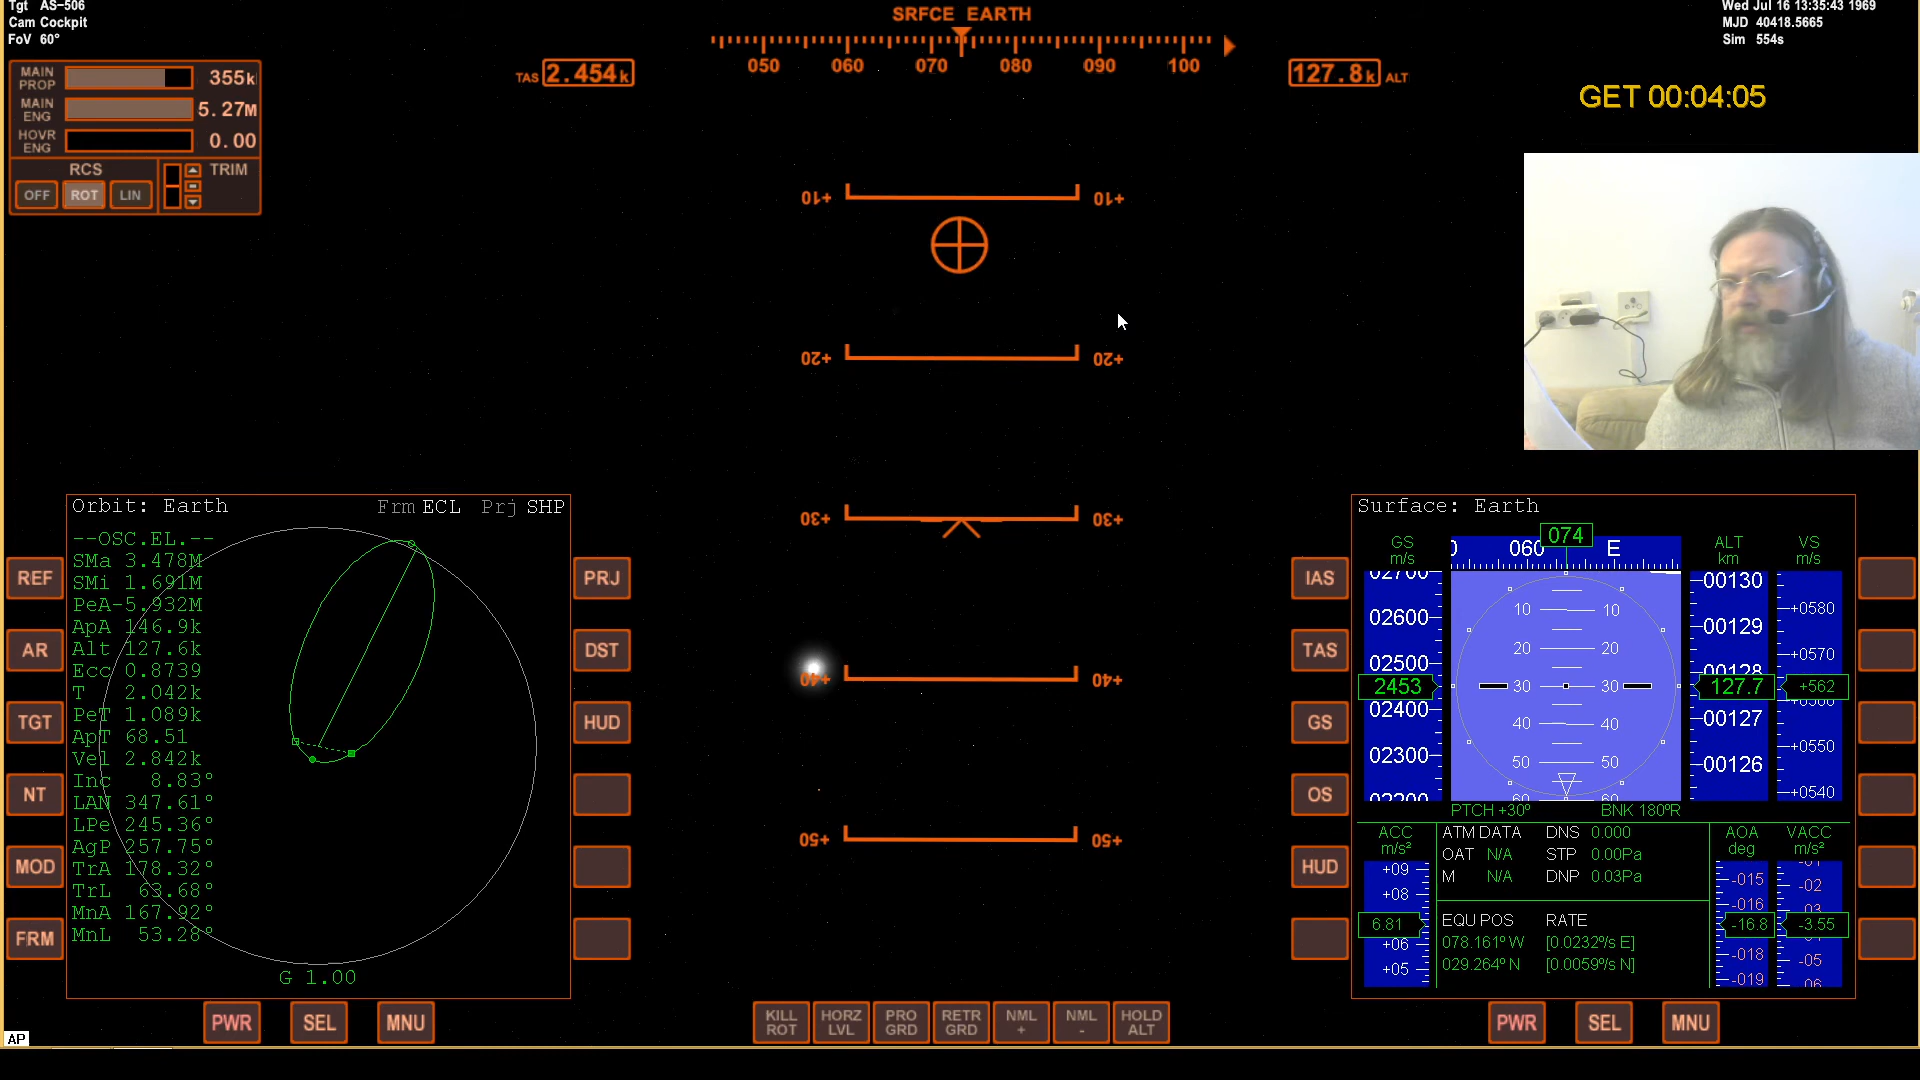 Tgt AS-506
Cam Cockpit
FoV 60°
MAIN PROP 355k
MAIN ENG 5.27M
HOVR ENG 0.00
RCS TRIM
OFF ROT LIN
SRFCE EARTH
050 060 070 080 090 100
TAS 2.454k
127.8k ALT
Wed Jul 16 13:35:43 1969
MJD 40418.5665
Sim 554s
GET 00:04:05
+10 +10
+20 +20
+30 +30
+40 +40
+50 +50
Orbit: Earth Frm ECL Prj SHP
--OSC.EL.--
SMa 3.478M
SMi 1.691M
PeA-5.932M
ApA 146.9k
Alt 127.6k
Ecc 0.8739
T 2.042k
PeT 1.089k
ApT 68.51
Vel 2.842k
Inc 8.83°
LAN 347.61°
LPe 245.36°
AgP 257.75°
TrA 178.32°
TrL 63.68°
MnA 167.92°
MnL 53.28°
G 1.00
REF
AR
TGT
NT
MOD
FRM
PRJ
DST
HUD
PWR SEL MNU
AP
KILL ROT
HORZ LVL
PRO GRD
RETR GRD
NML +
NML -
HOLD ALT
Surface: Earth
IAS
TAS
GS
OS
HUD
GS m/s
02600
02500
2453
02400
02300
060 074 E
10 10
20 20
30 30
40 40
50 50
PTCH +30° BNK 180°R
ALT km
00130
00129
00128
127.7
00127
00126
VS m/s
+0580
+0570
+562
+0550
+0540
ACC m/s²
+09
+08
6.81
+06
+05
ATM DATA DNS 0.000
OAT N/A STP 0.00Pa
M N/A DNP 0.03Pa
EQU POS RATE
078.161° W [0.0232°/s E]
029.264° N [0.0059°/s N]
AOA deg
-015
-016
-16.8
-018
-019
VACC m/s²
-02
-3.55
-05
PWR SEL MNU